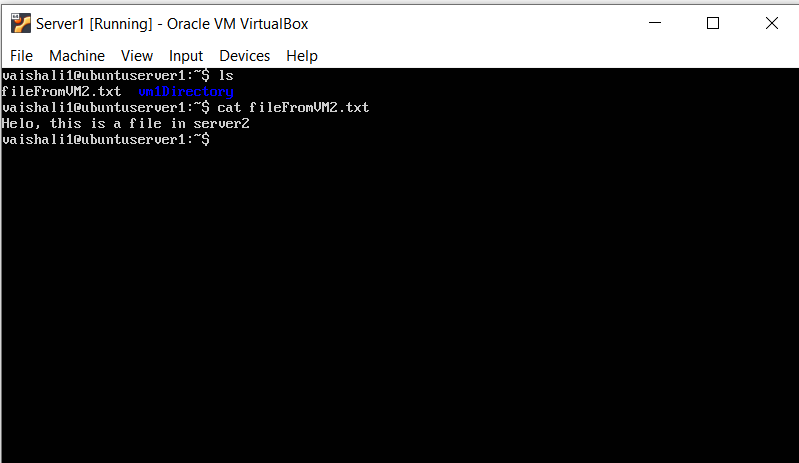 Server1 [Running] - Oracle VM VirtualBox
File Machine View Input Devices Help
vaishali1@ubuntuserver1:~$ ls
fileFromVM2.txt vm1Directory
vaishali1@ubuntuserver1:~$ cat fileFromVM2.txt
Helo, this is a file in server2
vaishali1@ubuntuserver1:~$